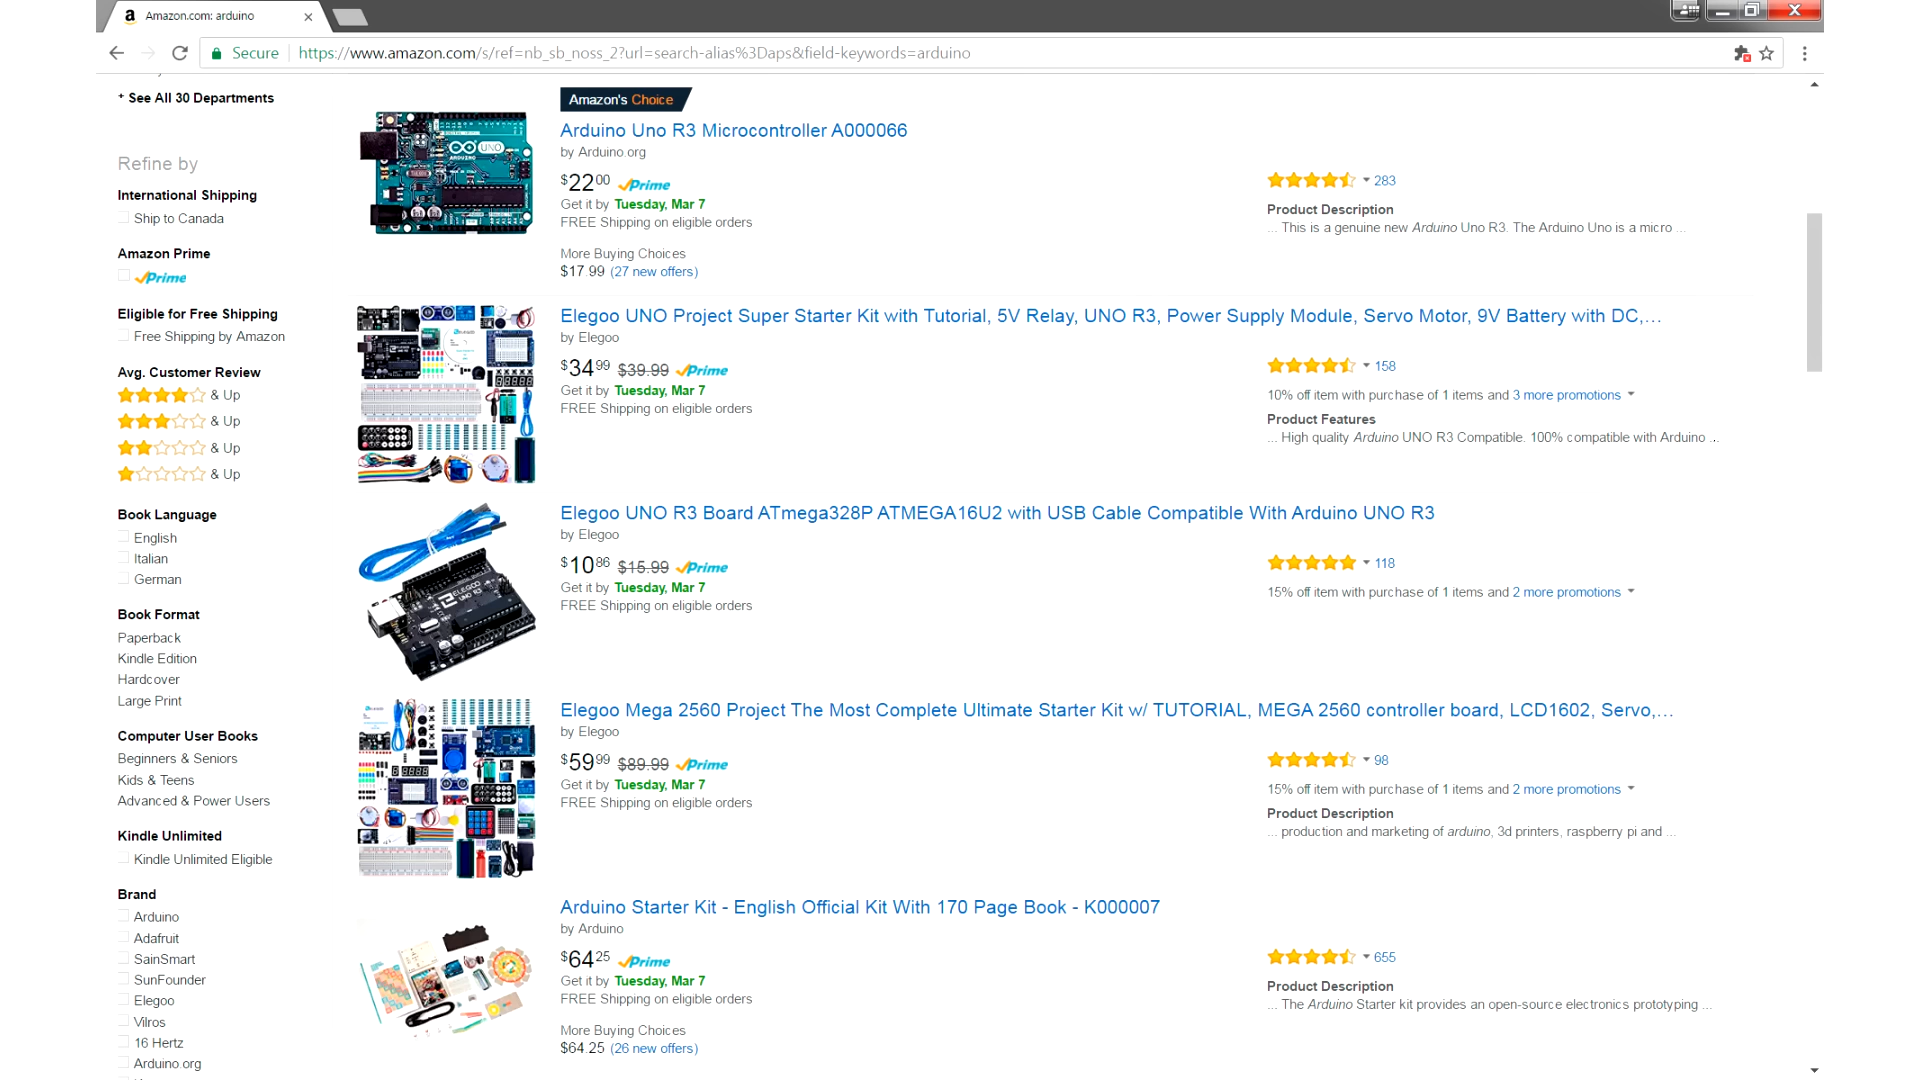 Amazon.com: arduino
Secure https://www.amazon.com/s/ref=nb_sb_noss_2?url=search-alias%3Daps&field-keywords=arduino
See All 30 Departments
Refine by
International Shipping
Ship to Canada
Amazon Prime
Prime
Eligible for Free Shipping
Free Shipping by Amazon
Avg. Customer Review
& Up
& Up
& Up
& Up
Book Language
English
Italian
German
Book Format
Paperback
Kindle Edition
Hardcover
Large Print
Computer User Books
Beginners & Seniors
Kids & Teens
Advanced & Power Users
Kindle Unlimited
Kindle Unlimited Eligible
Brand
Arduino
Adafruit
SainSmart
SunFounder
Elegoo
Vilros
16 Hertz
Arduino.org
Amazon's Choice
Arduino Uno R3 Microcontroller A000066
by Arduino.org
$22 00 Prime
Get it by Tuesday, Mar 7
FREE Shipping on eligible orders
More Buying Choices
$17.99 (27 new offers)
283
Product Description
... This is a genuine new Arduino Uno R3. The Arduino Uno is a micro ...
UNO
ARDUINO
Elegoo UNO Project Super Starter Kit with Tutorial, 5V Relay, UNO R3, Power Supply Module, Servo Motor, 9V Battery with DC,...
by Elegoo
$34 99 $39.99 Prime
Get it by Tuesday, Mar 7
FREE Shipping on eligible orders
158
10% off item with purchase of 1 items and 3 more promotions
Product Features
... High quality Arduino UNO R3 Compatible. 100% compatible with Arduino ...
Elegoo UNO R3 Board ATmega328P ATMEGA16U2 with USB Cable Compatible With Arduino UNO R3
by Elegoo
$10 86 $15.99 Prime
Get it by Tuesday, Mar 7
FREE Shipping on eligible orders
118
15% off item with purchase of 1 items and 2 more promotions
ELEGOO
UNO R3
Elegoo Mega 2560 Project The Most Complete Ultimate Starter Kit w/ TUTORIAL, MEGA 2560 controller board, LCD1602, Servo,...
by Elegoo
$59 99 $89.99 Prime
Get it by Tuesday, Mar 7
FREE Shipping on eligible orders
98
15% off item with purchase of 1 items and 2 more promotions
Product Description
... production and marketing of arduino, 3d printers, raspberry pi and ...
Arduino Starter Kit - English Official Kit With 170 Page Book - K000007
by Arduino
$64 25 Prime
Get it by Tuesday, Mar 7
FREE Shipping on eligible orders
More Buying Choices
$64.25 (26 new offers)
655
Product Description
... The Arduino Starter kit provides an open-source electronics prototyping ...